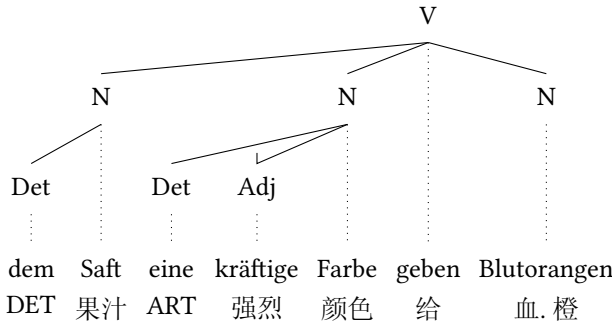 V
N N N
Det Det Adj
dem Saft eine kräftige Farbe geben Blutorangen
DET 果汁 ART 强烈 颜色 给 血. 橙